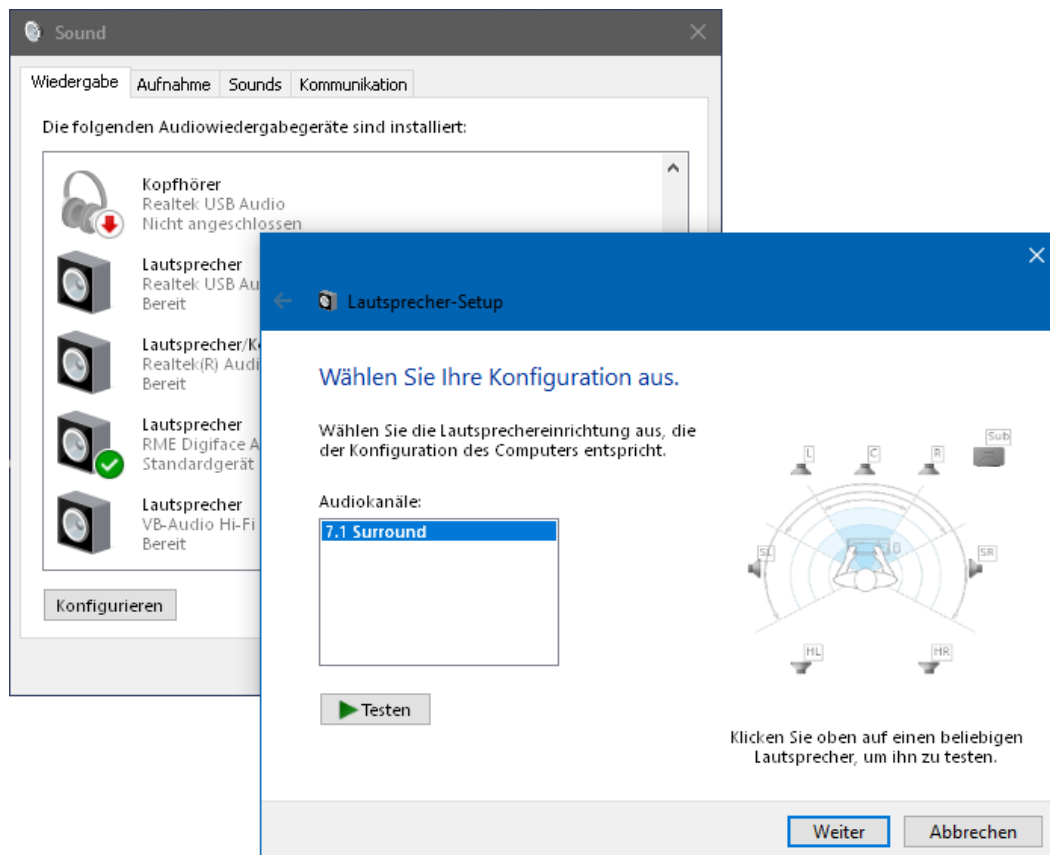 Sound
Wiedergabe Aufnahme Sounds Kommunikation
Die folgenden Audiowiedergabegeräte sind installiert:
Kopfhörer
Realtek USB Audio
Nicht angeschlossen
Lautsprecher
Realtek USB Au
Bereit
Lautsprecher/K
Realtek(R) Audi
Bereit
Lautsprecher
RME Digiface A
Standardgerät
Lautsprecher
VB-Audio Hi-Fi
Bereit
Konfigurieren
Lautsprecher-Setup
Wählen Sie Ihre Konfiguration aus.
Wählen Sie die Lautsprechereinrichtung aus, die
der Konfiguration des Computers entspricht.
Audiokanäle:
7.1 Surround
Testen
L C R Sub
SL SR
HL HR
Klicken Sie oben auf einen beliebigen
Lautsprecher, um ihn zu testen.
Weiter Abbrechen